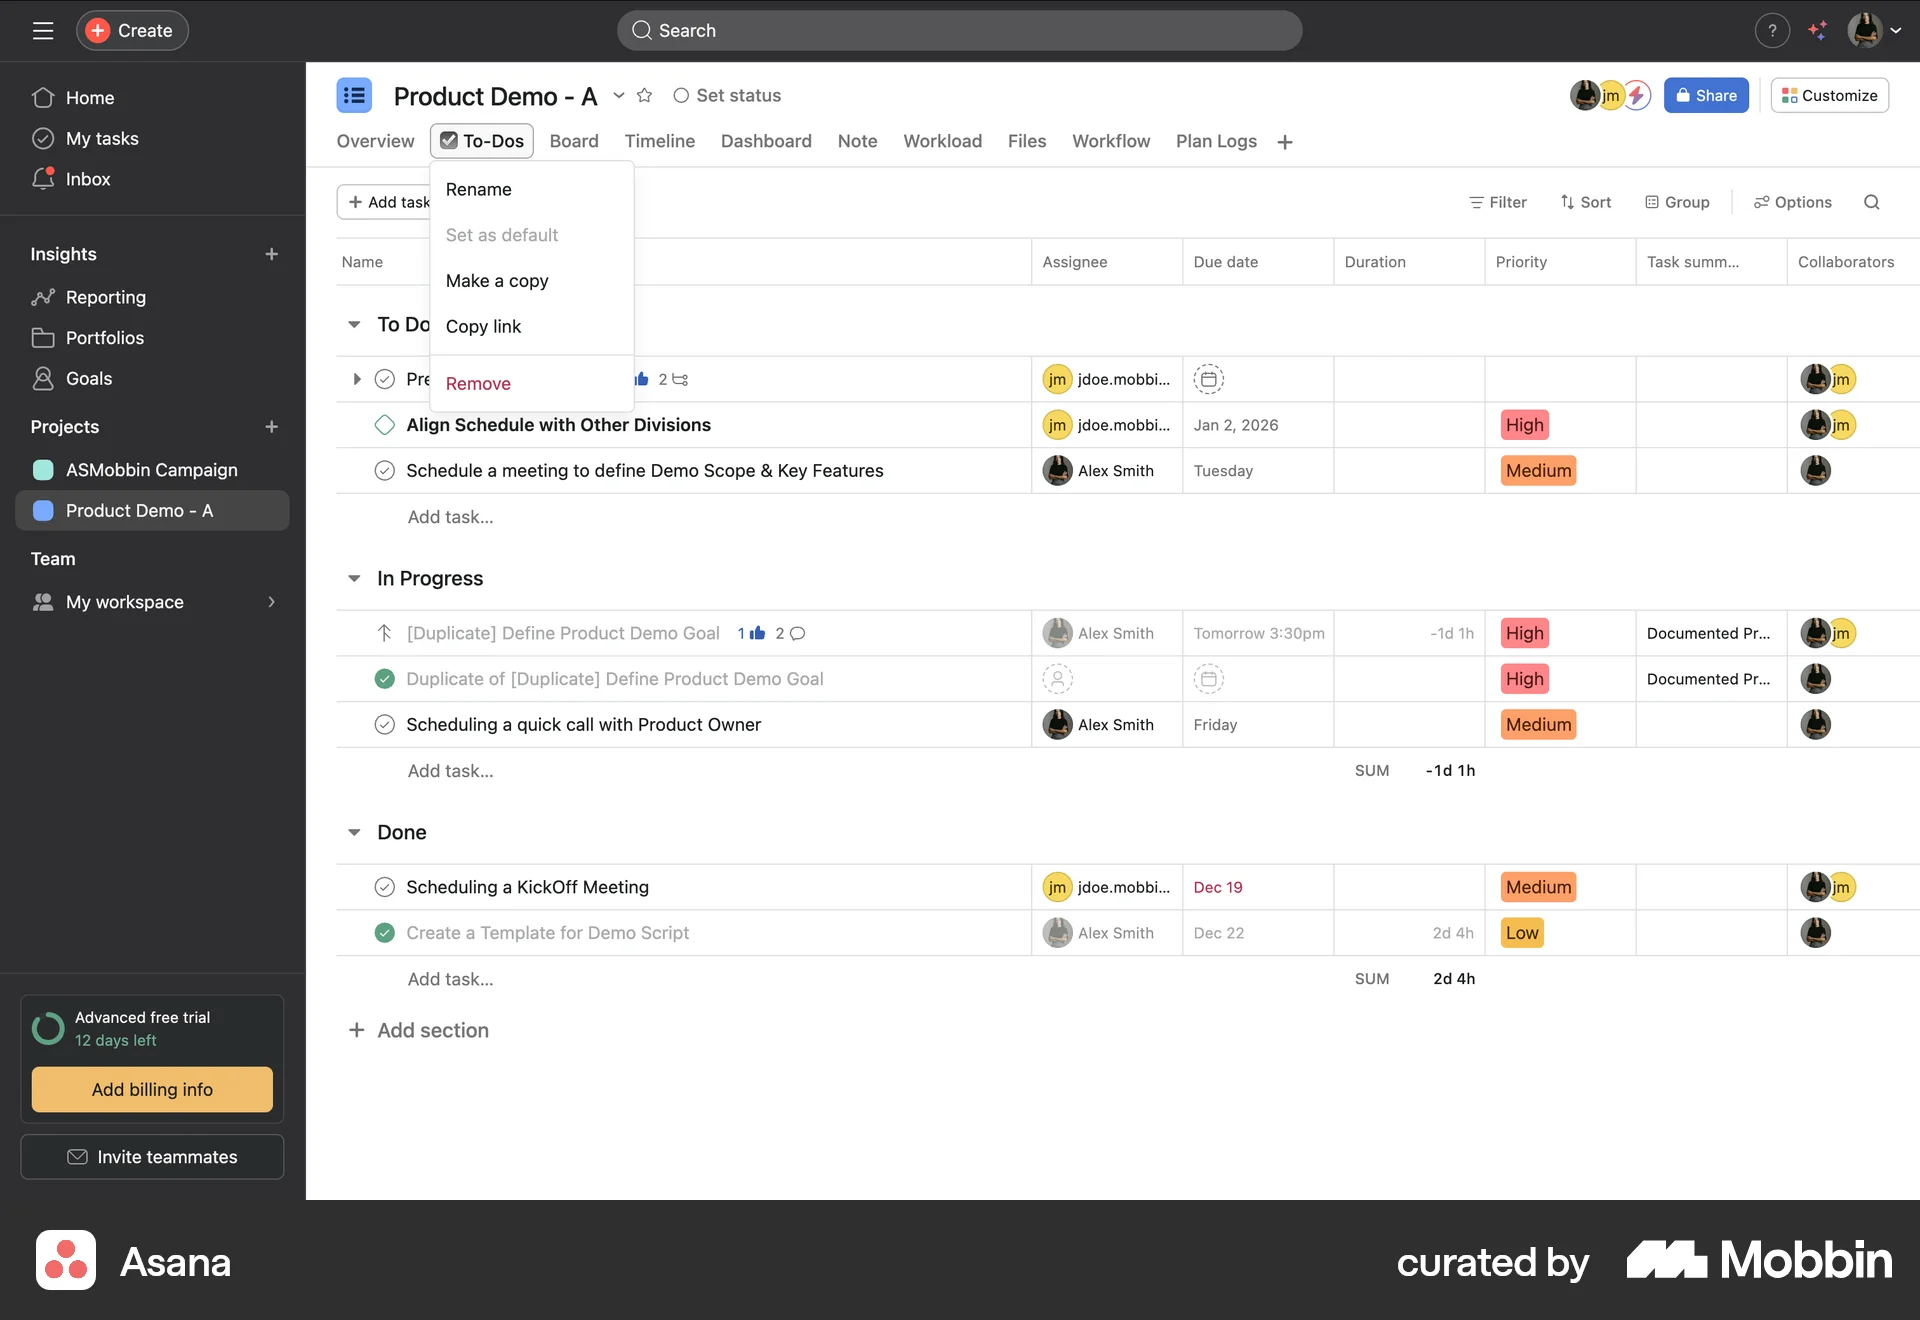 Create
Search
?
Home
My tasks
Inbox
Insights
Reporting
Portfolios
Goals
Projects
ASMobbin Campaign
Product Demo - A
Team
My workspace
Advanced free trial
12 days left
Add billing info
Invite teammates
Product Demo - A
Set status
jm
Share
Customize
Overview To-Dos Board Timeline Dashboard Note Workload Files Workflow Plan Logs
Rename
Set as default
Make a copy
Copy link
Remove
Add task
Filter Sort Group Options
Name Assignee Due date Duration Priority Task summ... Collaborators
To Do
Pre 2 jm jdoe.mobbi... jm
Align Schedule with Other Divisions jm jdoe.mobbi... Jan 2, 2026 High jm
Schedule a meeting to define Demo Scope & Key Features Alex Smith Tuesday Medium
Add task...
In Progress
[Duplicate] Define Product Demo Goal 1 2 Alex Smith Tomorrow 3:30pm -1d 1h High Documented Pr... jm
Duplicate of [Duplicate] Define Product Demo Goal High Documented Pr...
Scheduling a quick call with Product Owner Alex Smith Friday Medium
Add task... SUM -1d 1h
Done
Scheduling a KickOff Meeting jm jdoe.mobbi... Dec 19 Medium jm
Create a Template for Demo Script Alex Smith Dec 22 2d 4h Low
Add task... SUM 2d 4h
Add section
Asana
curated by Mobbin